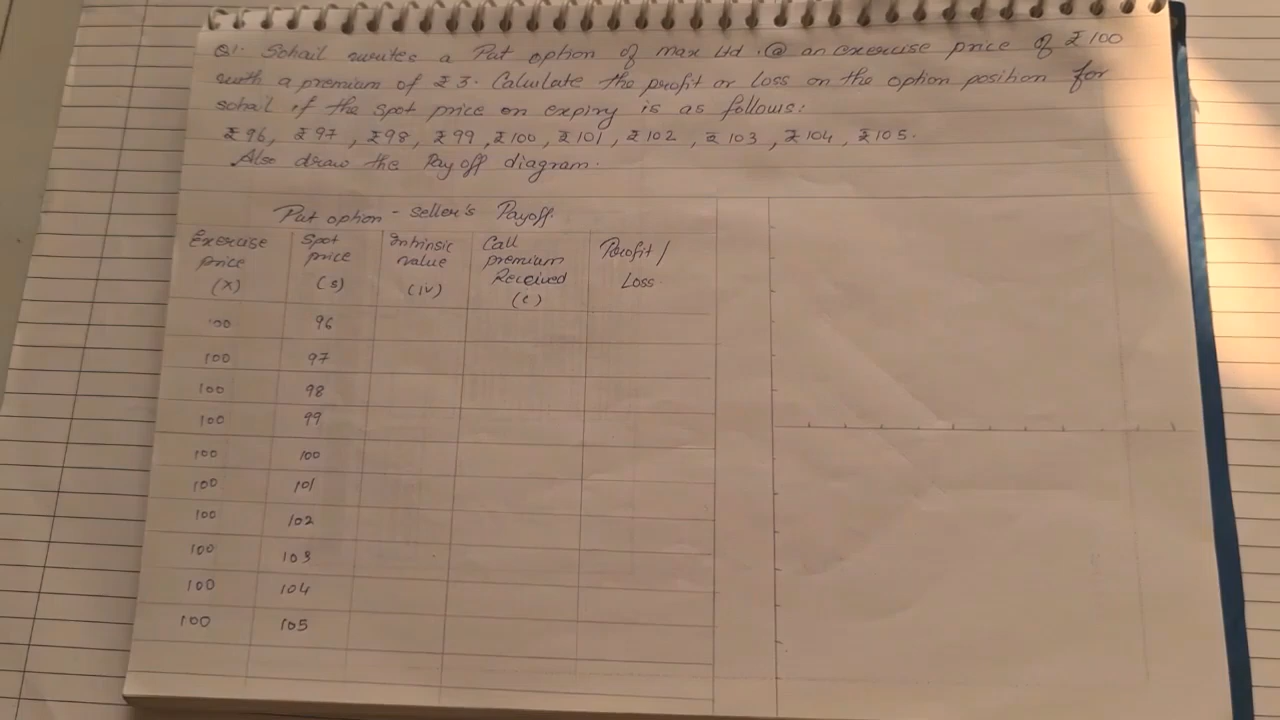 Q1. Sohail writes a Put option of Max Ltd. @ an exercise price of ₹100
with a premium of ₹3. Calculate the profit or loss on the option position for
Sohail if the spot price on expiry is as follows:
₹96, ₹97, ₹98, ₹99, ₹100, ₹101, ₹102, ₹103, ₹104, ₹105.
Also draw the Payoff diagram.
Put option - Seller's Payoff.
Exercise price (X) Spot price (S) Intrinsic value (IV) Call premium Received (C) Profit / Loss.
100 96
100 97
100 98
100 99
100 100
100 101
100 102
100 103
100 104
100 105